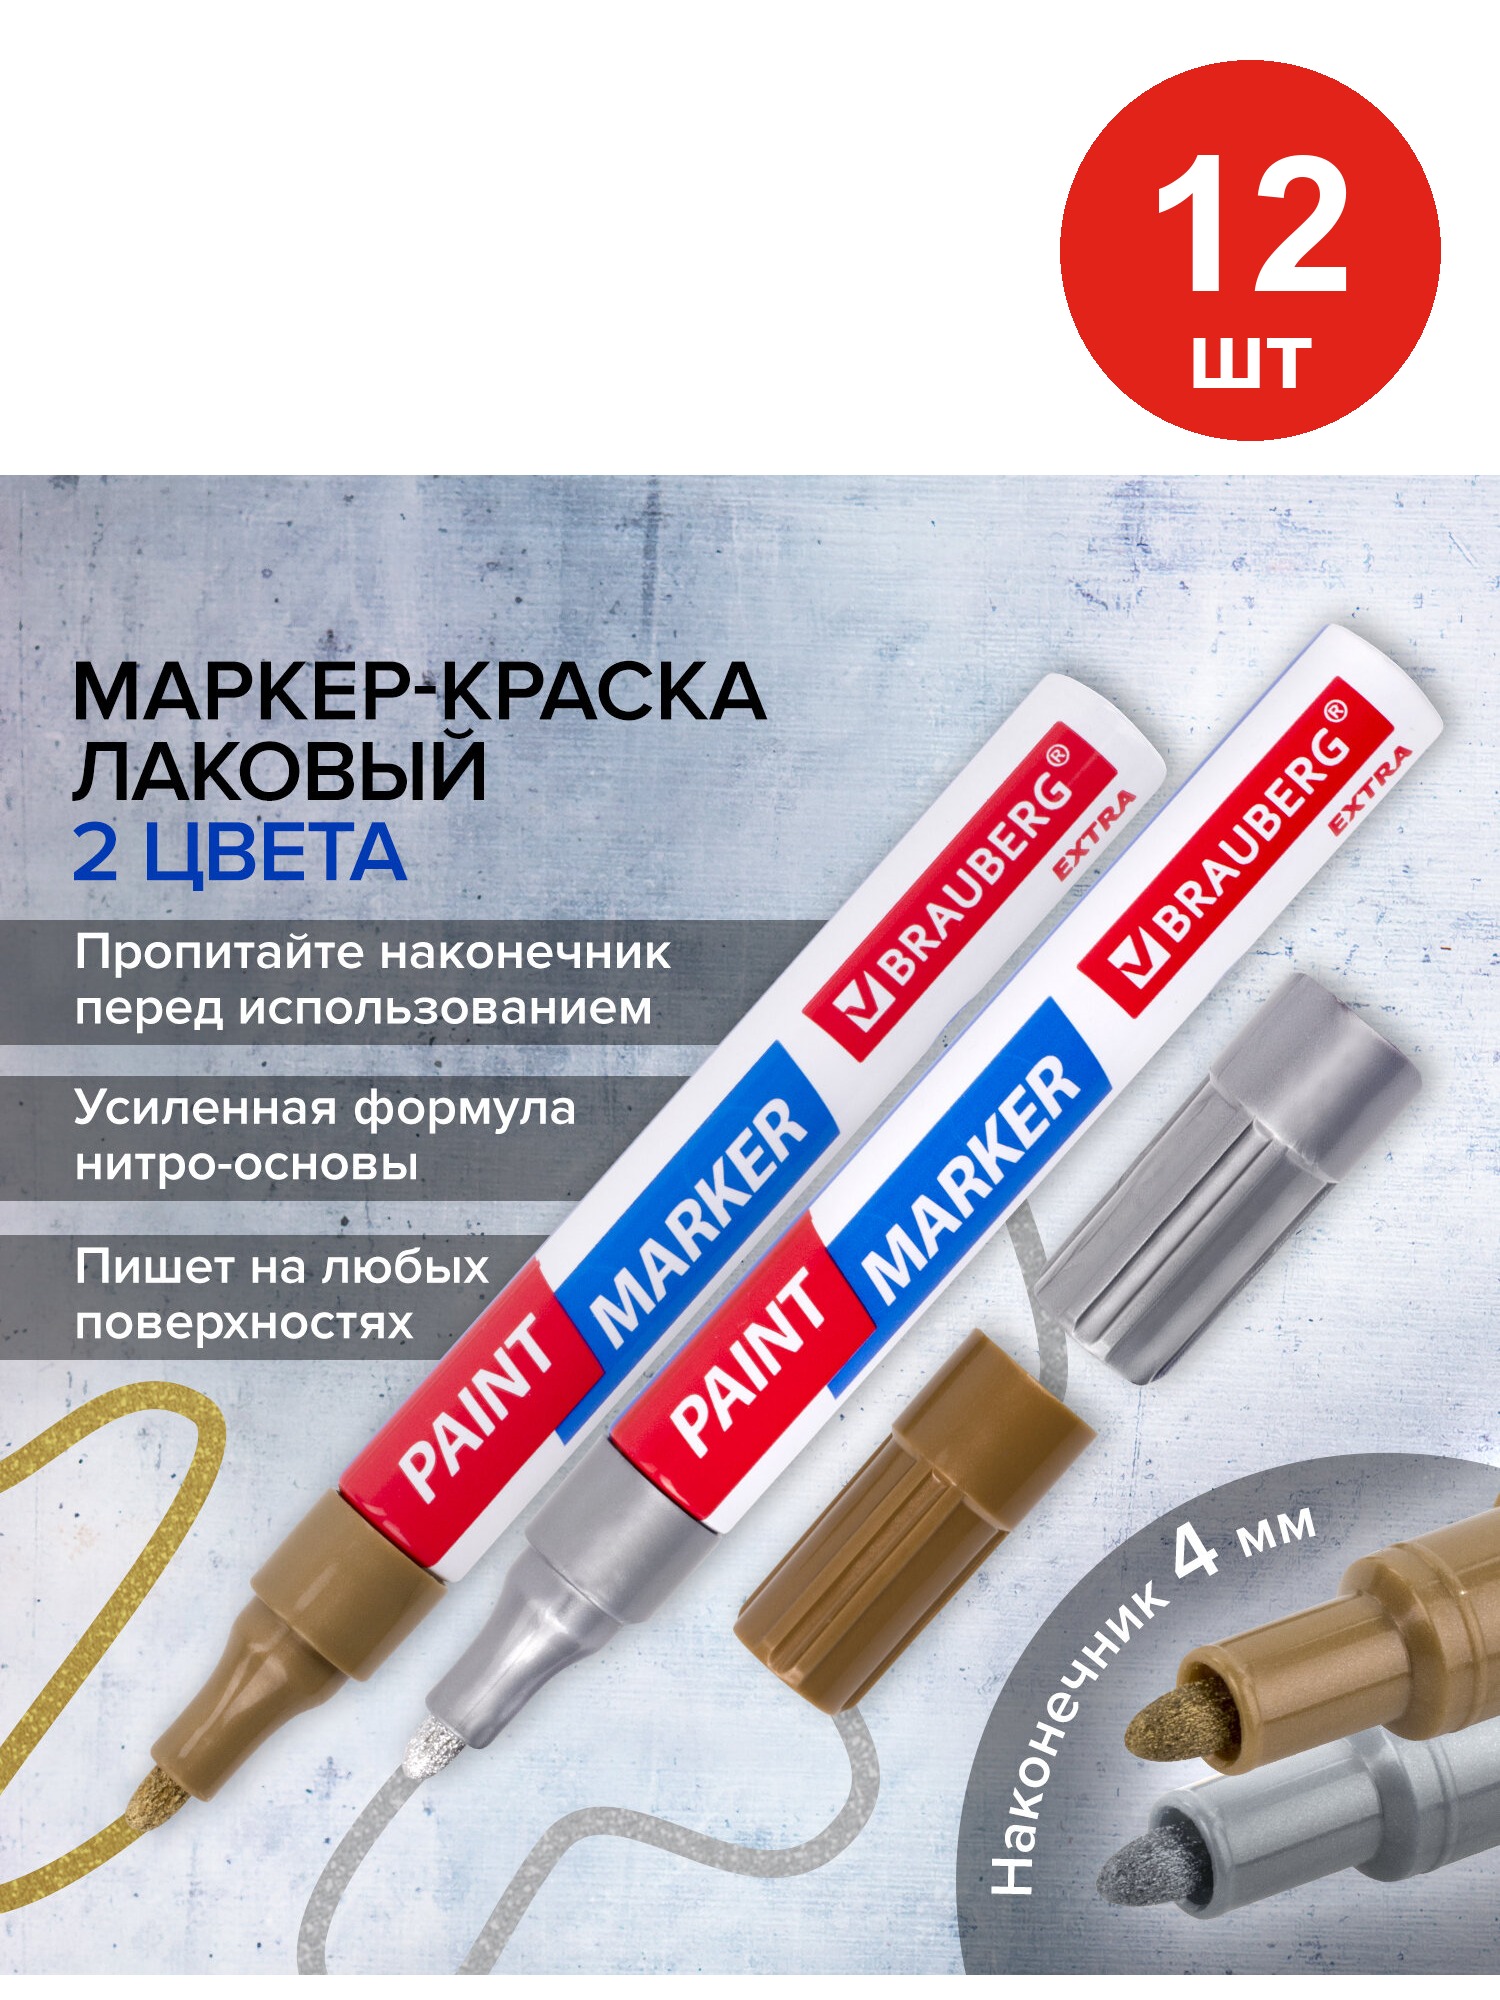 12
шт
МАРКЕР-КРАСКА
ЛАКОВЫЙ
2 ЦВЕТА
Пропитайте наконечник
перед использованием
Усиленная формула
нитро-основы
Пишет на любых
поверхностях
BRAUBERG®
EXTRA
PAINT MARKER
BRAUBERG®
EXTRA
PAINT MARKER
Наконечник 4 мм